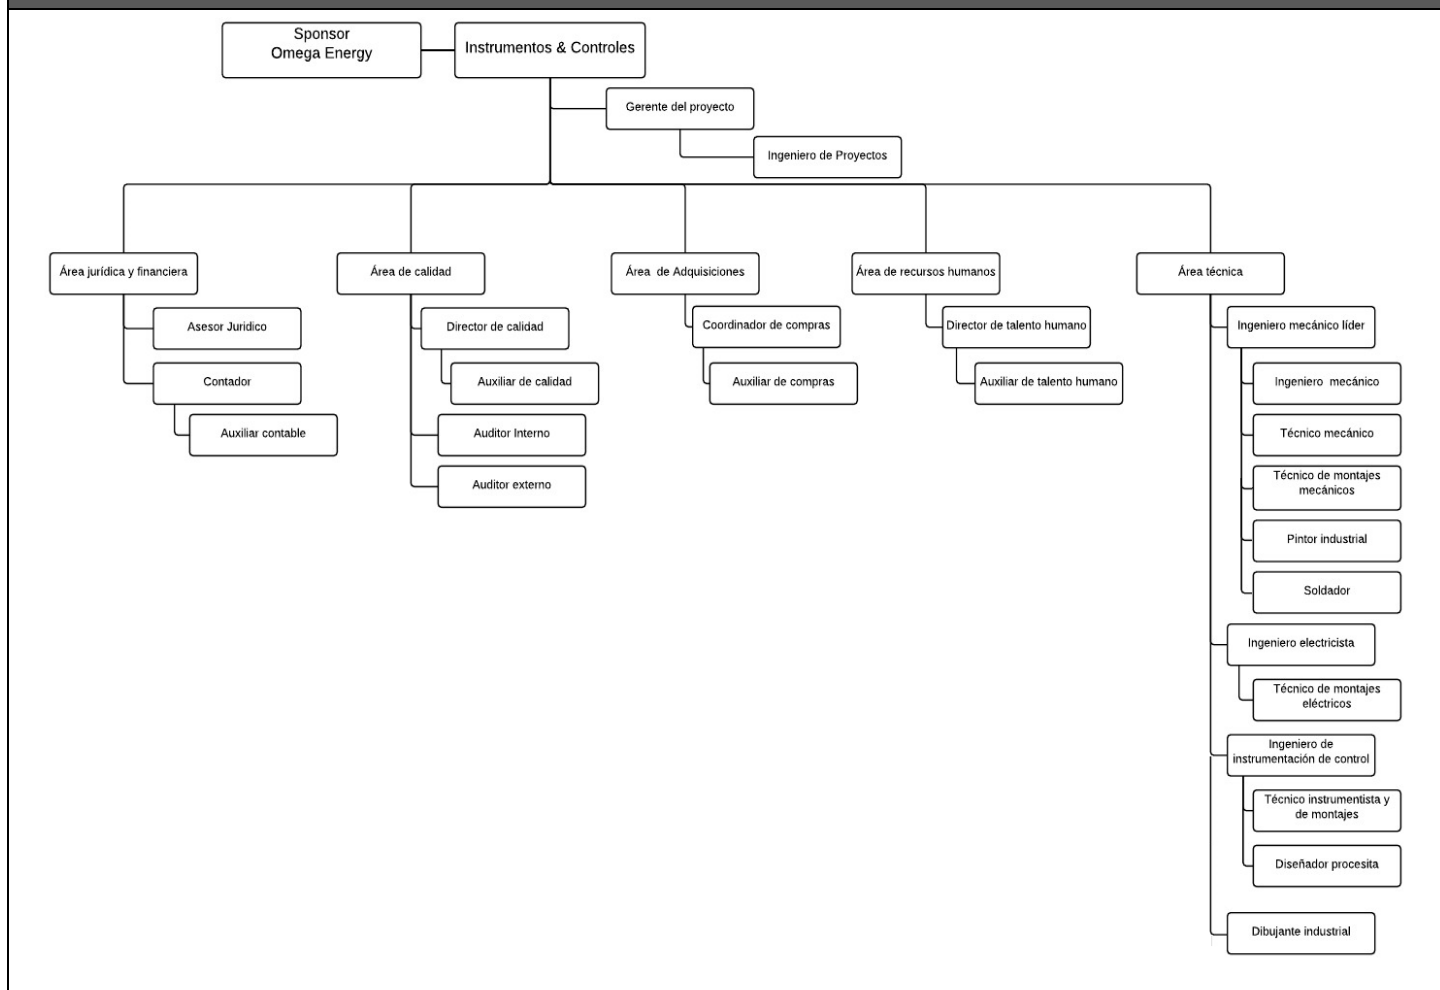 Sponsor
Omega Energy
Instrumentos & Controles
Gerente del proyecto
Ingeniero de Proyectos
Área jurídica y financiera
Asesor Juridico
Contador
Auxiliar contable
Área de calidad
Director de calidad
Auxiliar de calidad
Auditor Interno
Auditor externo
Área  de Adquisiciones
Coordinador de compras
Auxiliar de compras
Área de recursos humanos
Director de talento humano
Auxiliar de talento humano
Área técnica
Ingeniero mecánico líder
Ingeniero  mecánico
Técnico mecánico
Técnico de montajes
mecánicos
Pintor industrial
Soldador
Ingeniero electricista
Técnico de montajes
eléctricos
Ingeniero de
instrumentación de control
Técnico instrumentista y
de montajes
Diseñador procesita
Dibujante industrial